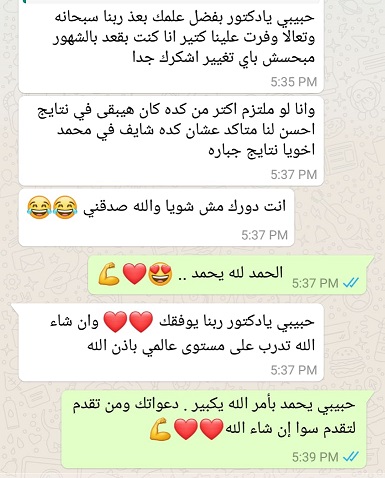 حبيبي يادكتور بفضل علمك بعذ ربنا سبحانه
وتعالا وفرت علينا كتير انا كنت بقعد بالشهور
مبحسش باي تغيير اشكرك جدا
5:35 PM
وانا لو ملتزم اكتر من كده كان هيبقى في نتايج
احسن لنا متاكد عشان كده شايف في محمد
اخويا نتايج جباره
5:37 PM
انت دورك مش شويا والله صدقني 😂😂
5:37 PM
الحمد لله يحمد .. 😍❤️💪
5:37 PM
حبيبي يادكتور ربنا يوفقك ❤️❤️ وان شاء
الله تدرب على مستوى عالمي باذن الله
5:37 PM
حبيبي يحمد بأمر الله يكبير . دعواتك ومن تقدم
لتقدم سوا إن شاء الله❤️❤️💪
5:39 PM